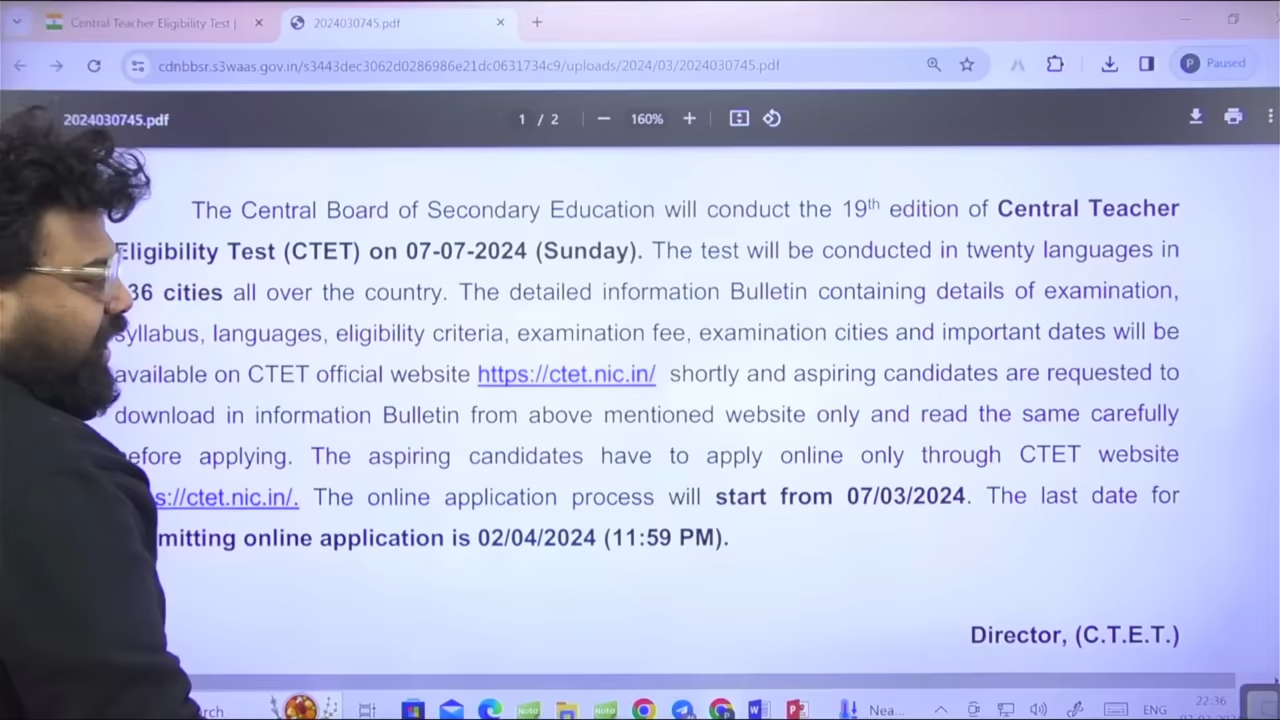 Central Teacher Eligibility Test |
2024030745.pdf
cdnbbsr.s3waas.gov.in/s3443dec3062d0286986e21dc0631734c9/uploads/2024/03/2024030745.pdf
P Paused
2024030745.pdf
1 / 2
160%
The Central Board of Secondary Education will conduct the 19th edition of Central Teacher
Eligibility Test (CTET) on 07-07-2024 (Sunday). The test will be conducted in twenty languages in
36 cities all over the country. The detailed information Bulletin containing details of examination,
syllabus, languages, eligibility criteria, examination fee, examination cities and important dates will be
available on CTET official website https://ctet.nic.in/ shortly and aspiring candidates are requested to
download in information Bulletin from above mentioned website only and read the same carefully
efore applying. The aspiring candidates have to apply online only through CTET website
s://ctet.nic.in/. The online application process will start from 07/03/2024. The last date for
mitting online application is 02/04/2024 (11:59 PM).
Director, (C.T.E.T.)
rch
Nea...
ENG
22:36